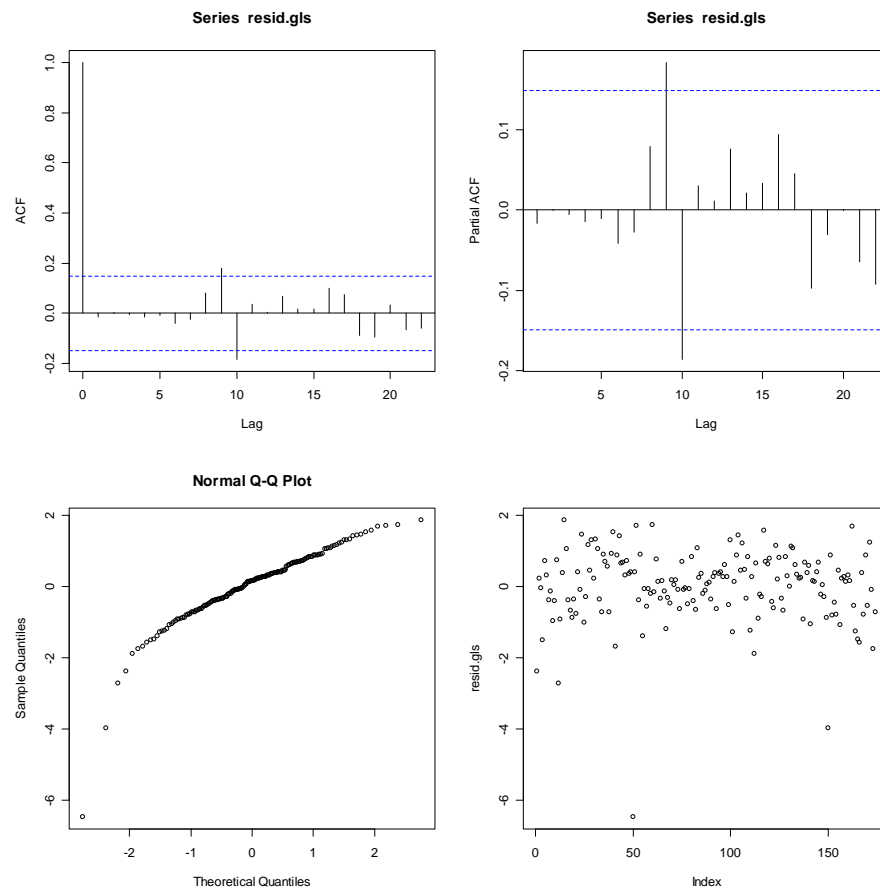 Series resid.gls
ACF
1.0
0.8
0.6
0.4
0.2
0.0
-0.2
0 5 10 15 20
Lag
Series resid.gls
Partial ACF
0.1
0.0
-0.1
-0.2
5 10 15 20
Lag
Normal Q-Q Plot
Sample Quantiles
2
0
-2
-4
-6
-2 -1 0 1 2
Theoretical Quantiles
resid.gls
2
0
-2
-4
-6
0 50 100 150
Index